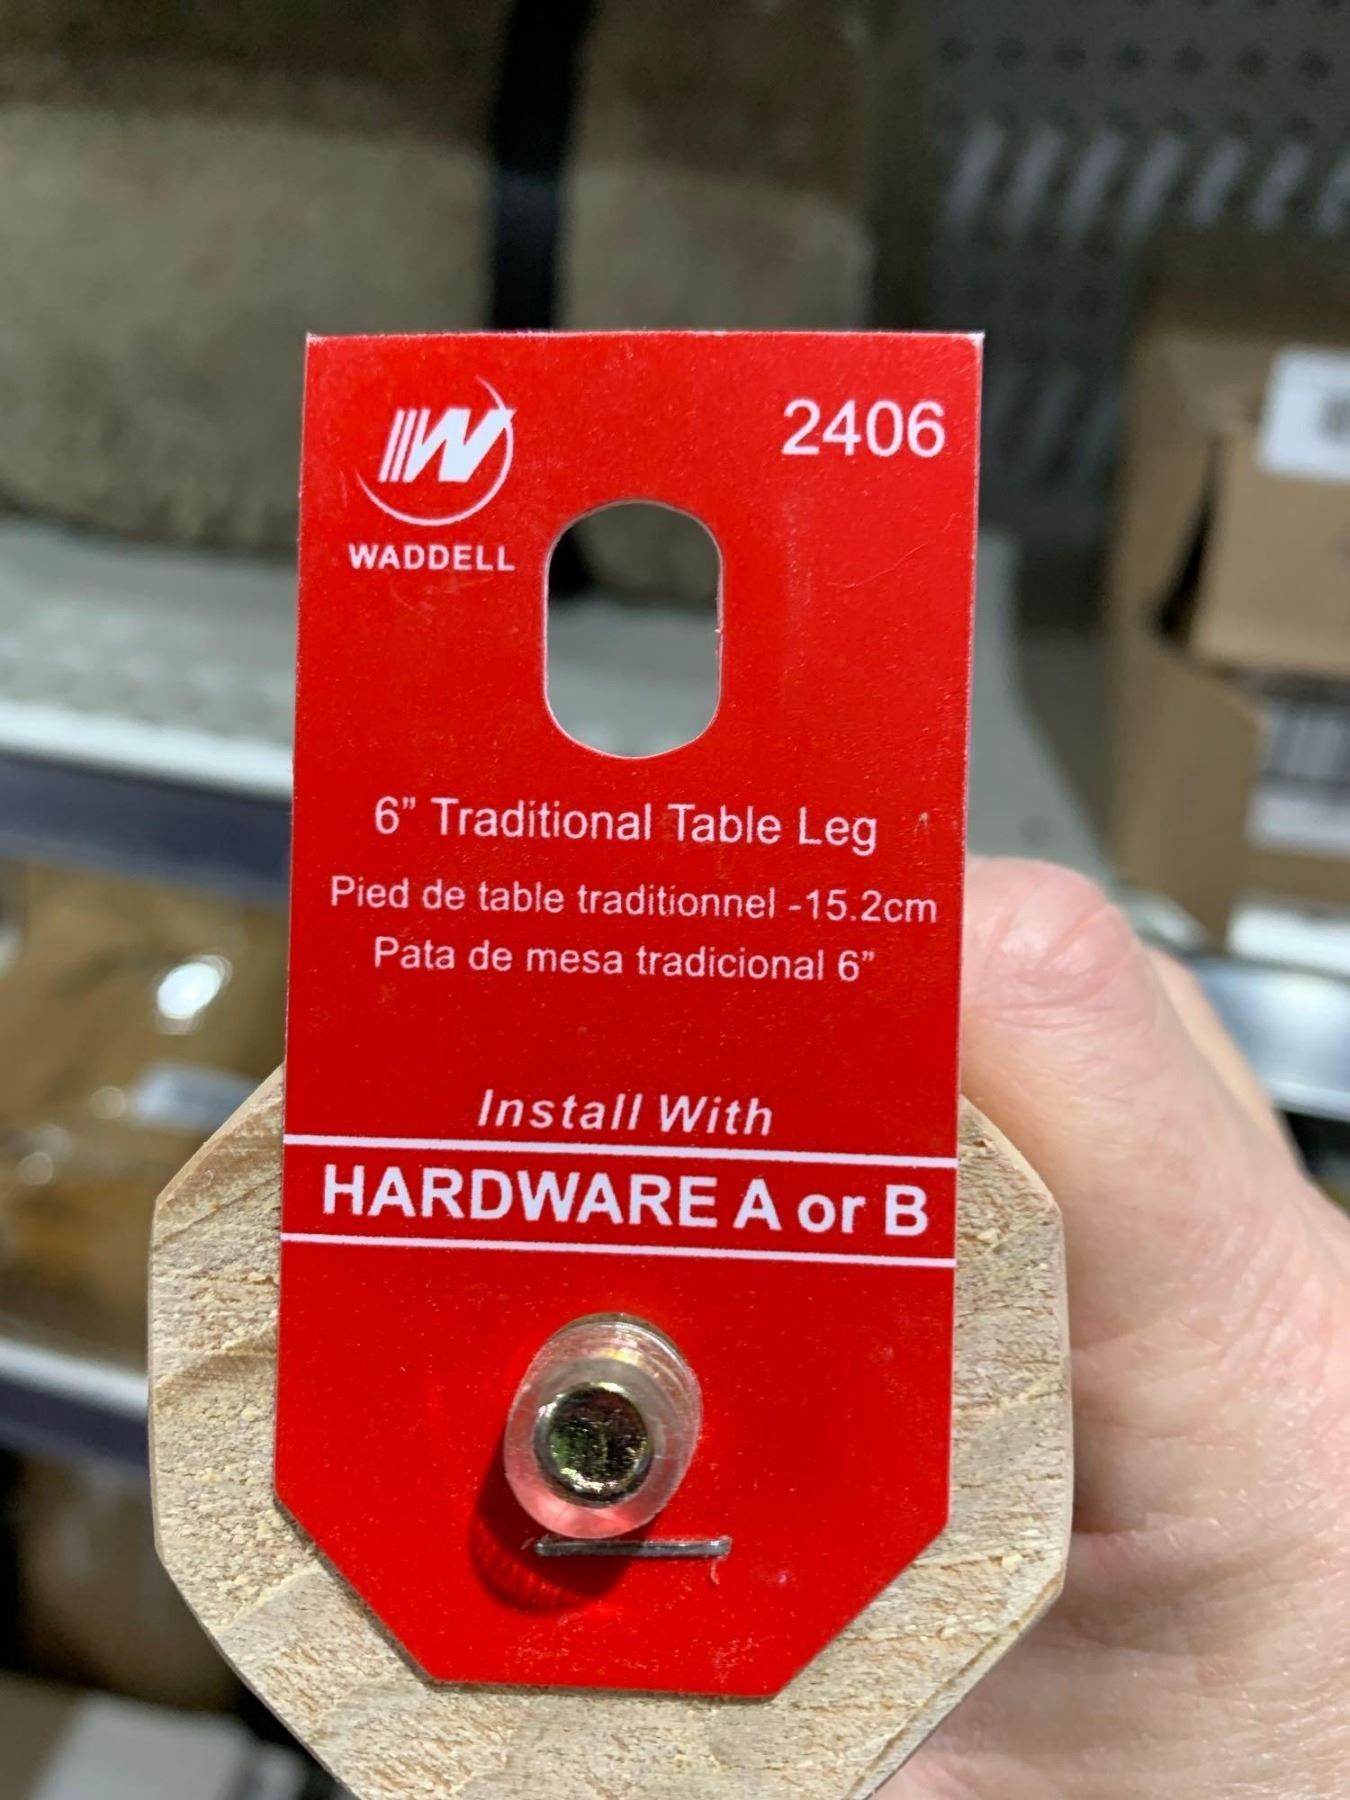 2406
W
WADDELL
6” Traditional Table Leg
Pied de table traditionnel -15.2cm
Pata de mesa tradicional 6”
Install With
HARDWARE A or B